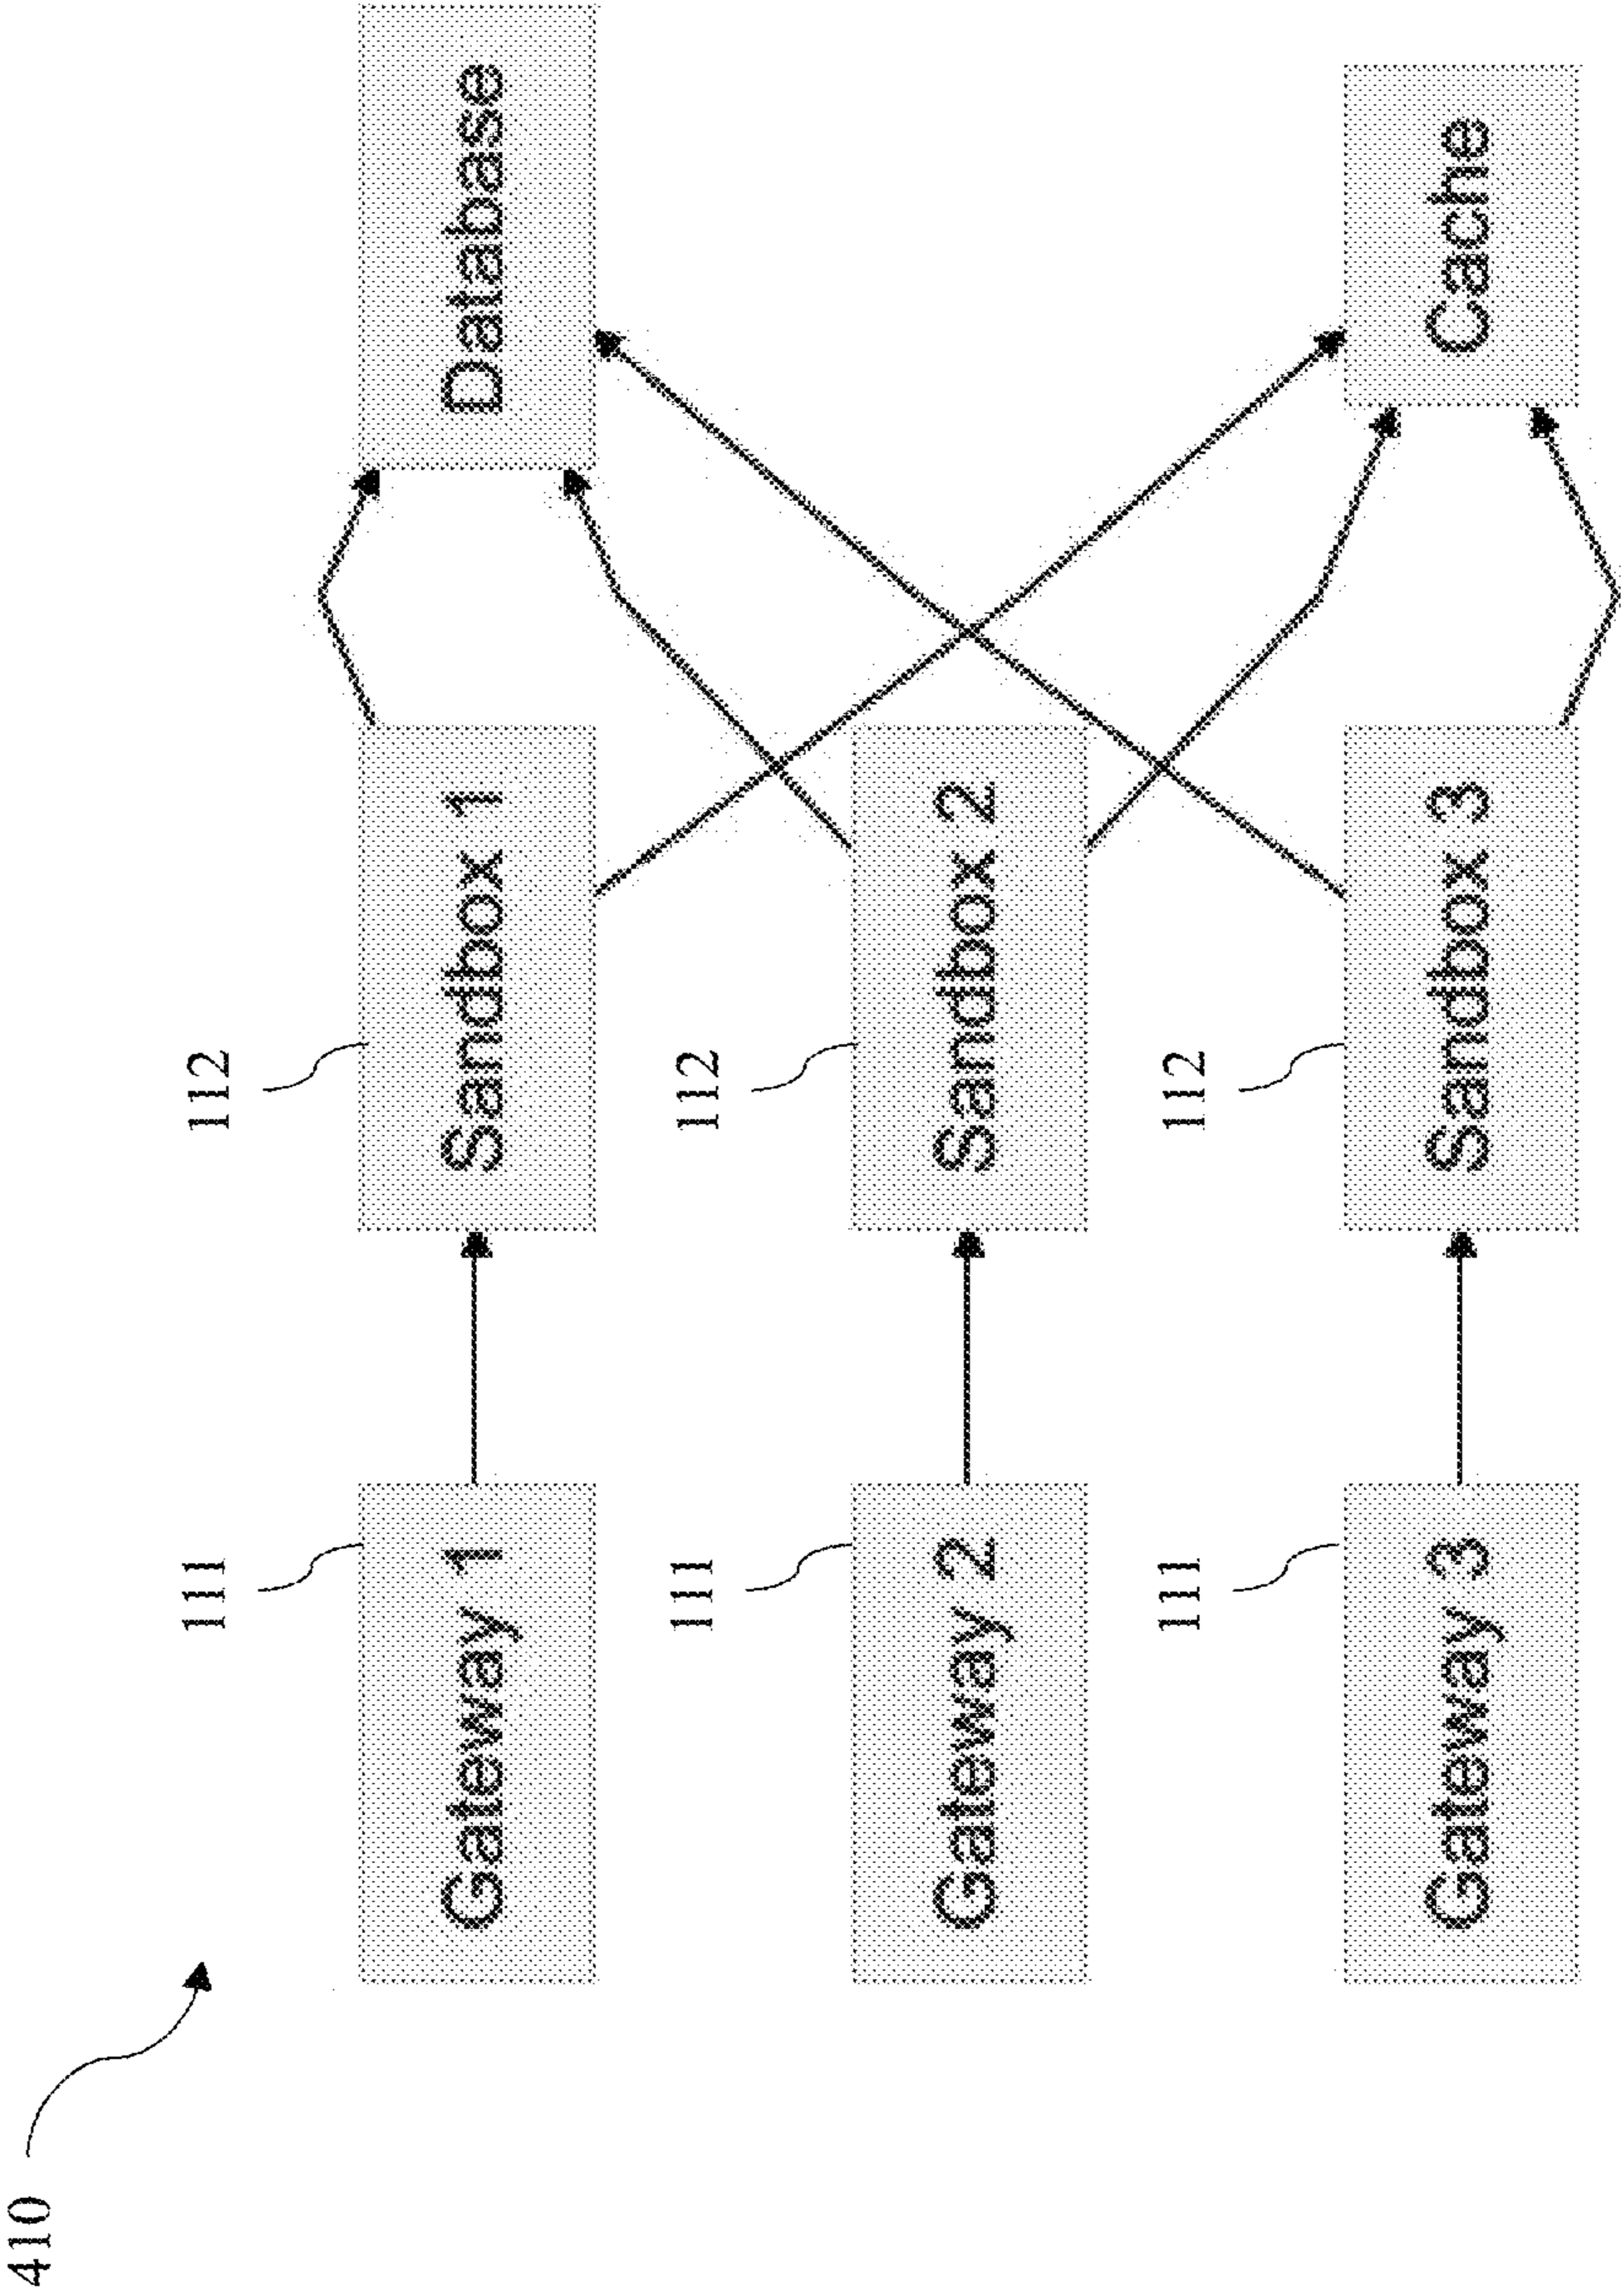 410
111
Gateway 1
112
Sandbox 1
Database
111
Gateway 2
112
Sandbox 2
111
Gateway 3
112
Sandbox 3
Cache